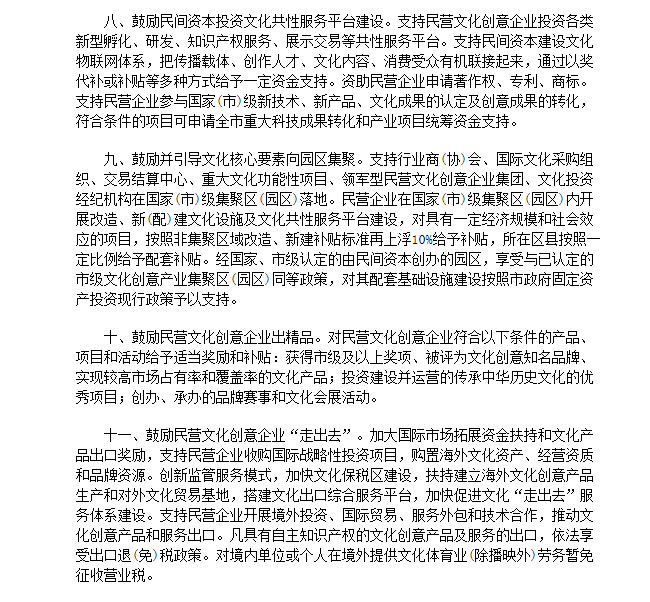 八、鼓励民间资本投资文化共性服务平台建设。支持民营文化创意企业投资各类
新型孵化、研发、知识产权服务、展示交易等共性服务平台。支持民间资本建设文化
物联网体系，把传播载体、创作人才、文化内容、消费受众有机联接起来，通过以奖
代补或补贴等多种方式给予一定资金支持。资助民营企业申请著作权、专利、商标。
支持民营企业参与国家(市)级新技术、新产品、文化成果的认定及创意成果的转化，
符合条件的项目可申请全市重大科技成果转化和产业项目统筹资金支持。
九、鼓励并引导文化核心要素向园区集聚。支持行业商(协)会、国际文化采购组
织、交易结算中心、重大文化功能性项目、领军型民营文化创意企业集团、文化投资
经纪机构在国家(市)级集聚区(园区)落地。民营企业在国家(市)级集聚区(园区)内开
展改造、新(配)建文化设施及文化共性服务平台建设，对具有一定经济规模和社会效
应的项目，按照非集聚区域改造、新建补贴标准再上浮10%给予补贴，所在区县按照一
定比例给予配套补贴。经国家、市级认定的由民间资本创办的园区，享受与已认定的
市级文化创意产业集聚区(园区)同等政策，对其配套基础设施建设按照市政府固定资
产投资现行政策予以支持。
十、鼓励民营文化创意企业出精品。对民营文化创意企业符合以下条件的产品、
项目和活动给予适当奖励和补贴：获得市级及以上奖项、被评为文化创意知名品牌、
实现较高市场占有率和覆盖率的文化产品；投资建设并运营的传承中华历史文化的优
秀项目；创办、承办的品牌赛事和文化会展活动。
十一、鼓励民营文化创意企业“走出去”。加大国际市场拓展资金扶持和文化产
品出口奖励，支持民营企业收购国际战略性投资项目，购置海外文化资产、经营资质
和品牌资源。创新监管服务模式，加快文化保税区建设，扶持建立海外文化创意产品
生产和对外文化贸易基地，搭建文化出口综合服务平台，加快促进文化“走出去”服
务体系建设。支持民营企业开展境外投资、国际贸易、服务外包和技术合作，推动文
化创意产品和服务出口。凡具有自主知识产权的文化创意产品及服务的出口，依法享
受出口退(免)税政策。对境内单位或个人在境外提供文化体育业(除播映外)劳务暂免
征收营业税。